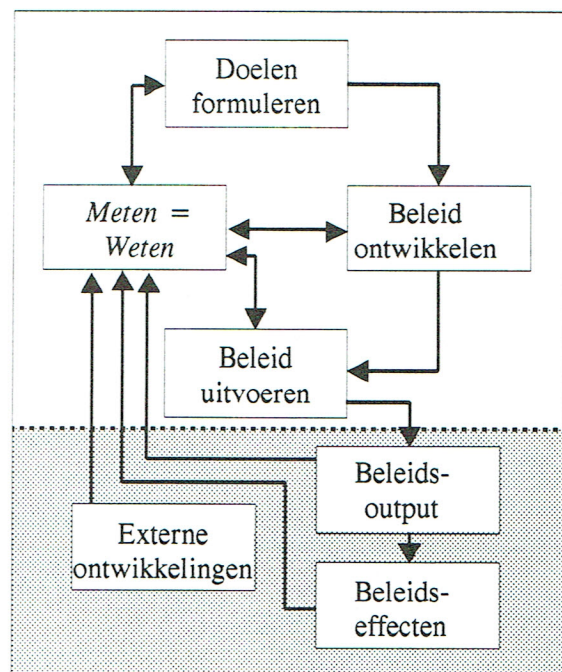 Doelen
formuleren
Meten =
Weten
Beleid
ontwikkelen
Beleid
uitvoeren
Beleids-
output
Externe
ontwikkelingen
Beleids-
effecten